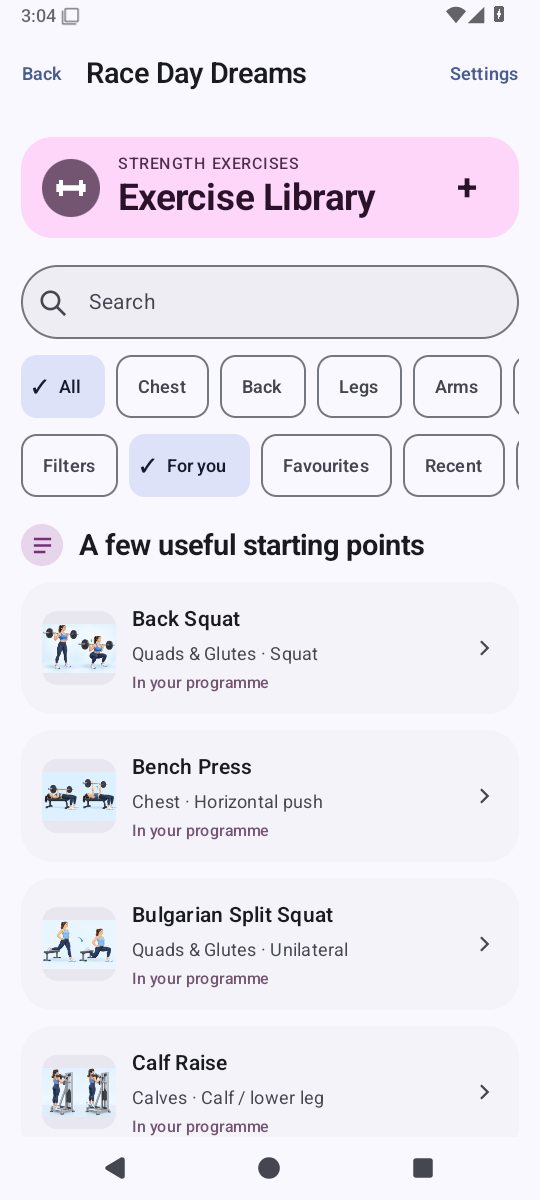 3:04
Back
Race Day Dreams
Settings
STRENGTH EXERCISES
Exercise Library
+
Search
✓ All
Chest
Back
Legs
Arms
Filters
✓ For you
Favourites
Recent
A few useful starting points
Back Squat
Quads & Glutes · Squat
In your programme
Bench Press
Chest · Horizontal push
In your programme
Bulgarian Split Squat
Quads & Glutes · Unilateral
In your programme
Calf Raise
Calves · Calf / lower leg
In your programme